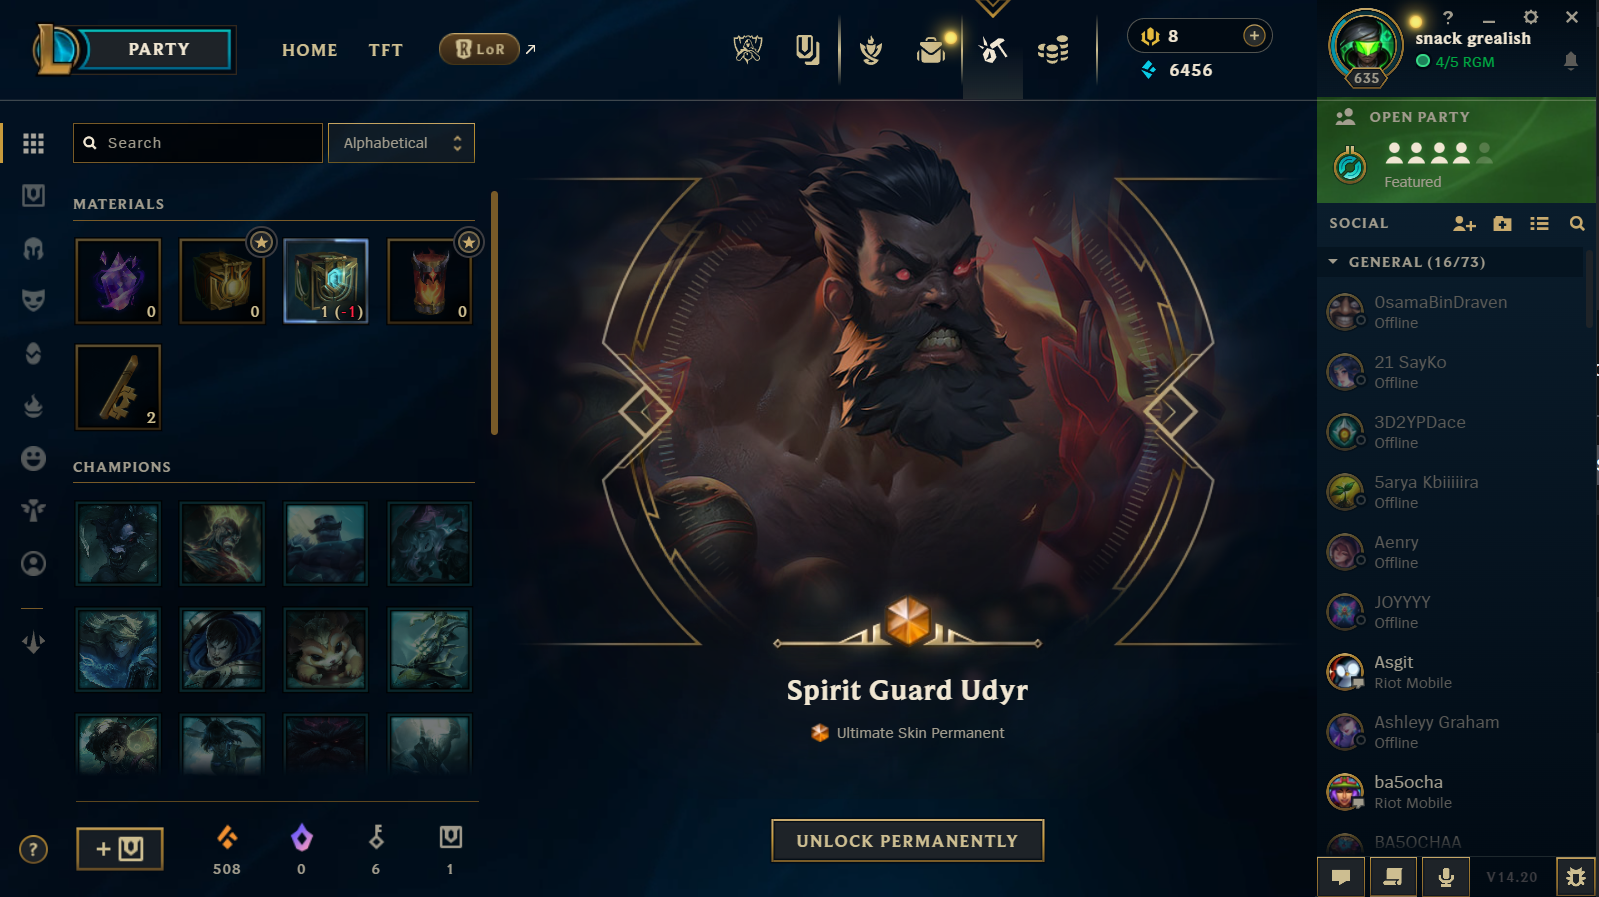 PARTY
HOME
TFT
LoR
8
6456
?
snack grealish
4/5 RGM
635
OPEN PARTY
Featured
Search
Alphabetical
MATERIALS
0
0
1 (-1)
0
2
CHAMPIONS
Spirit Guard Udyr
Ultimate Skin Permanent
UNLOCK PERMANENTLY
?
+
508
0
6
1
SOCIAL
GENERAL (16/73)
0samaBinDraven
Offline
21 SayKo
Offline
3D2YPDace
Offline
5arya Kbiiiiira
Offline
Aenry
Offline
JOYYYY
Offline
Asgit
Riot Mobile
Ashleyy Graham
Offline
ba5ocha
Riot Mobile
BA5OCHAA
V14.20